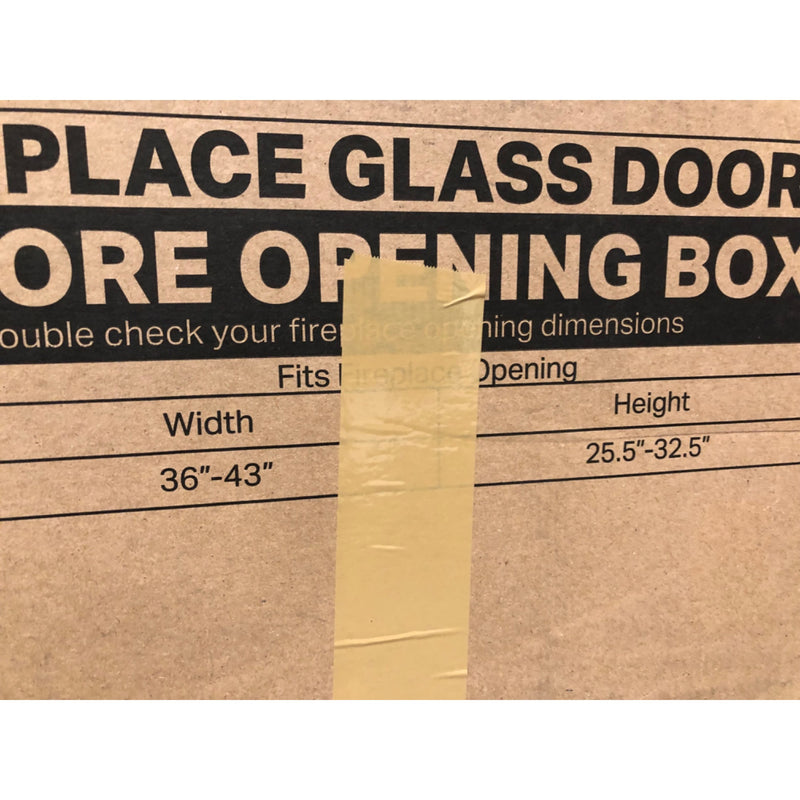 PLACE GLASS DOOR
ORE OPENING BOX
ouble check your fireplace opening dimensions
Fits Fireplace Opening
Width Height
36"-43" 25.5"-32.5"